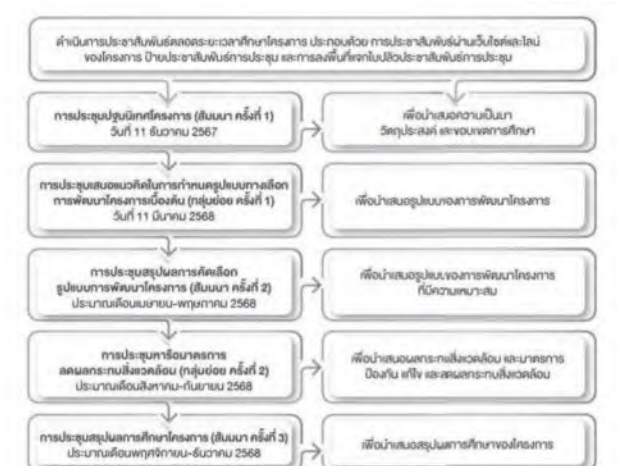 ดำเนินการประชาสัมพันธ์ตลอดระยะเวลาศึกษาโครงการ ประกอบด้วย การประชาสัมพันธ์ผ่านเว็บไซต์และไลน์
ของโครงการ ป้ายประชาสัมพันธ์การประชุม และการลงพื้นที่แจกใบปลิวประชาสัมพันธ์การประชุม
การประชุมปฐมนิเทศโครงการ (สัมมนา ครั้งที่ 1)
วันที่ 11 ธันวาคม 2567
เพื่อนำเสนอความเป็นมา
วัตถุประสงค์ และขอบเขตการศึกษา
การประชุมเสนอแนวคิดในการกำหนดรูปแบบทางเลือก
การพัฒนาโครงการเบื้องต้น (กลุ่มย่อย ครั้งที่ 1)
วันที่ 11 มีนาคม 2568
เพื่อนำเสนอรูปแบบของการพัฒนาโครงการ
การประชุมสรุปผลการคัดเลือก
รูปแบบการพัฒนาโครงการ (สัมมนา ครั้งที่ 2)
ประมาณเดือนเมษายน-พฤษภาคม 2568
เพื่อนำเสนอรูปแบบของการพัฒนาโครงการ
ที่มีความเหมาะสม
การประชุมหารือมาตรการ
ลดผลกระทบสิ่งแวดล้อม (กลุ่มย่อย ครั้งที่ 2)
ประมาณเดือนสิงหาคม-กันยายน 2568
เพื่อนำเสนอผลกระทบสิ่งแวดล้อม และมาตรการ
ป้องกัน แก้ไข และลดผลกระทบสิ่งแวดล้อม
การประชุมสรุปผลการศึกษาโครงการ (สัมมนา ครั้งที่ 3)
ประมาณเดือนพฤศจิกายน-ธันวาคม 2568
เพื่อนำเสนอสรุปผลการศึกษาของโครงการ